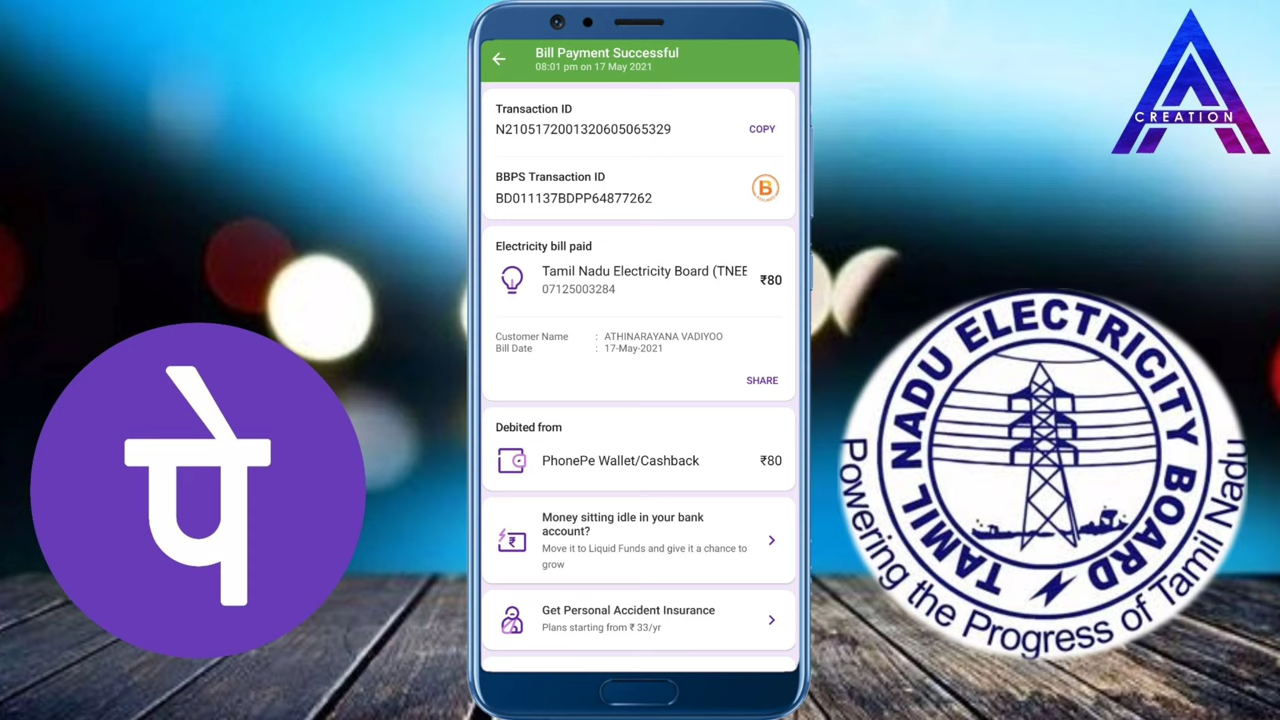 Bill Payment Successful
08:01 pm on 17 May 2021
Transaction ID
N2105172001320605065329
COPY
BBPS Transaction ID
BD011137BDPP64877262
B
Electricity bill paid
Tamil Nadu Electricity Board (TNEB
₹80
07125003284
Customer Name : ATHINARAYANA VADIYOO
Bill Date : 17-May-2021
SHARE
Debited from
PhonePe Wallet/Cashback
₹80
Money sitting idle in your bank
account?
Move it to Liquid Funds and give it a chance to
grow
Get Personal Accident Insurance
Plans starting from ₹ 33/yr
पे
CREATION
TAMIL NADU ELECTRICITY BOARD
Powering the Progress of Tamil Nadu